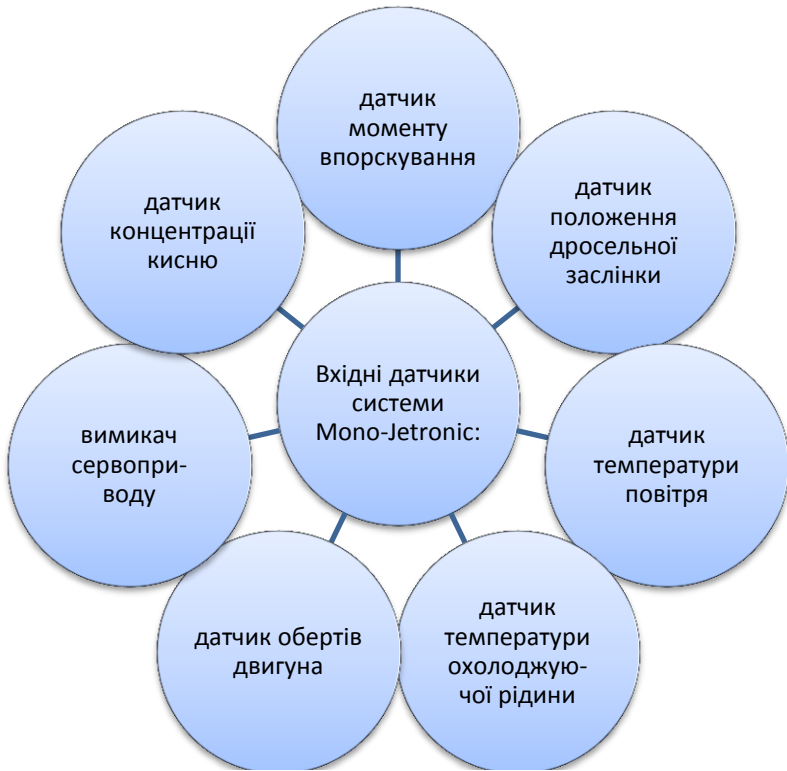 датчик
моменту
впорскування
датчик
положення
дросельної
заслінки
датчик
температури
повітря
датчик
температури
охолоджую-
чої рідини
датчик обертів
двигуна
вимикач
сервопри-
воду
датчик
концентрації
кисню
Вхідні датчики
системи
Mono-Jetronic: